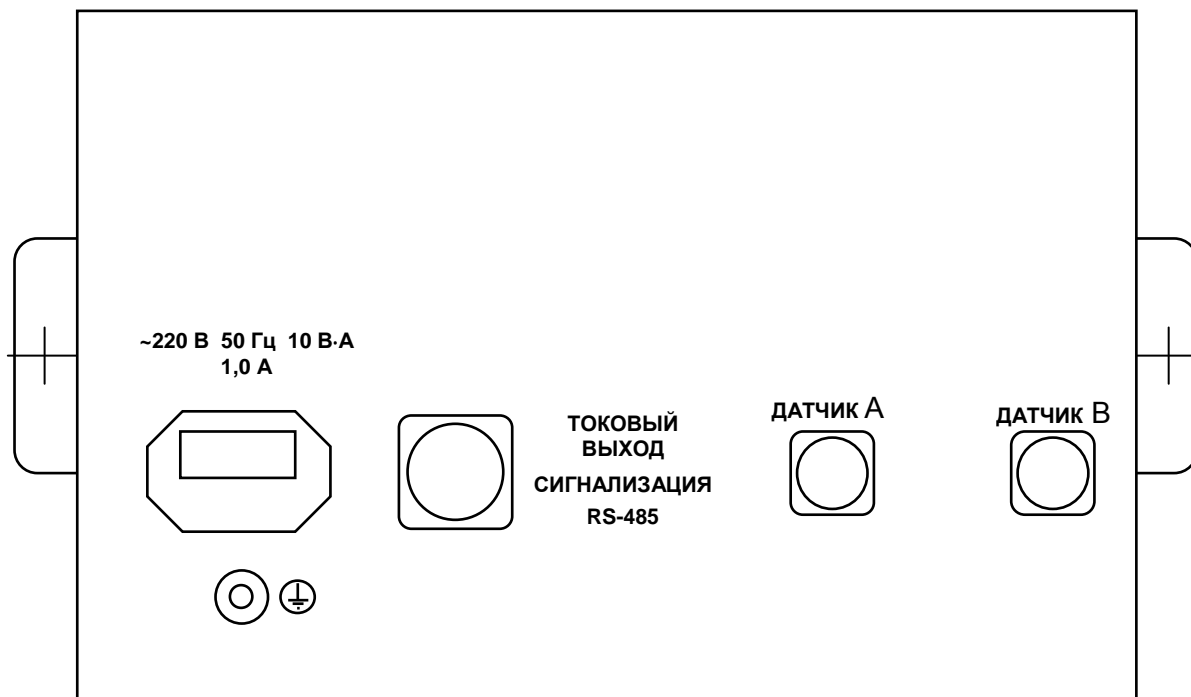 ~220 В 50 Гц 10 В·А
1,0 А
ТОКОВЫЙ
ВЫХОД
СИГНАЛИЗАЦИЯ
RS-485
ДАТЧИК А
ДАТЧИК В